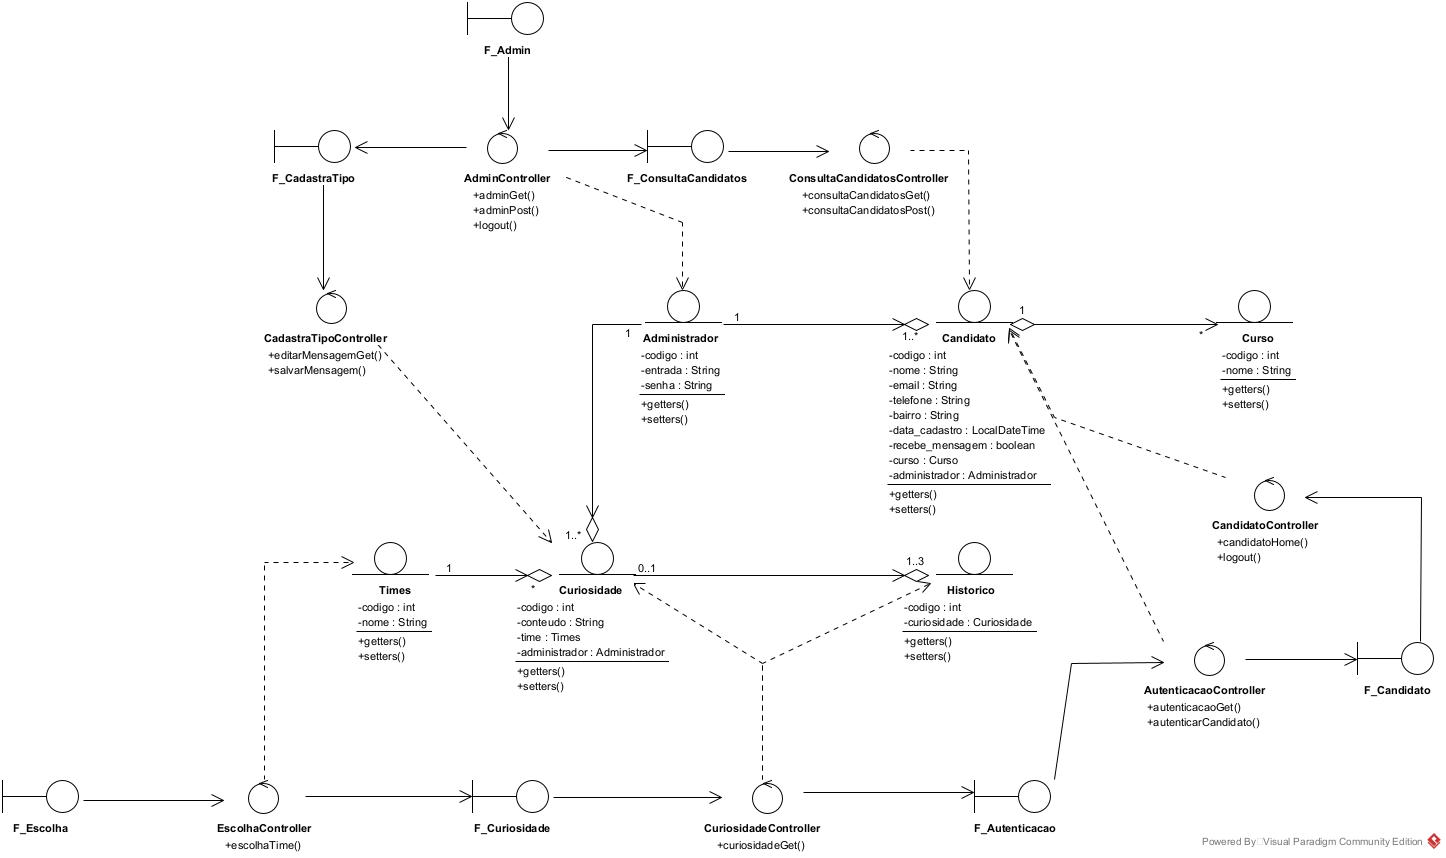 F_Admin
F_CadastraTipo
AdminController
+adminGet()
+adminPost()
+logout()
F_ConsultaCandidatos
ConsultaCandidatosController
+consultaCandidatosGet()
+consultaCandidatosPost()
CadastraTipoController
+editarMensagemGet()
+salvarMensagem()
1
1
Administrador
-codigo : int
-entrada : String
-senha : String
+getters()
+setters()
1..*
1
Candidato
-codigo : int
-nome : String
-email : String
-telefone : String
-bairro : String
-data_cadastro : LocalDateTime
-recebe_mensagem : boolean
-curso : Curso
-administrador : Administrador
+getters()
+setters()
*
Curso
-codigo : int
-nome : String
+getters()
+setters()
CandidatoController
+candidatoHome()
+logout()
1..*
1
*
Times
-codigo : int
-nome : String
+getters()
+setters()
0..1
Curiosidade
-codigo : int
-conteudo : String
-time : Times
-administrador : Administrador
+getters()
+setters()
1..3
Historico
-codigo : int
-curiosidade : Curiosidade
+getters()
+setters()
AutenticacaoController
+autenticacaoGet()
+autenticarCandidato()
F_Candidato
F_Escolha
EscolhaController
+escolhaTime()
F_Curiosidade
CuriosidadeController
+curiosidadeGet()
F_Autenticacao
Powered By Visual Paradigm Community Edition